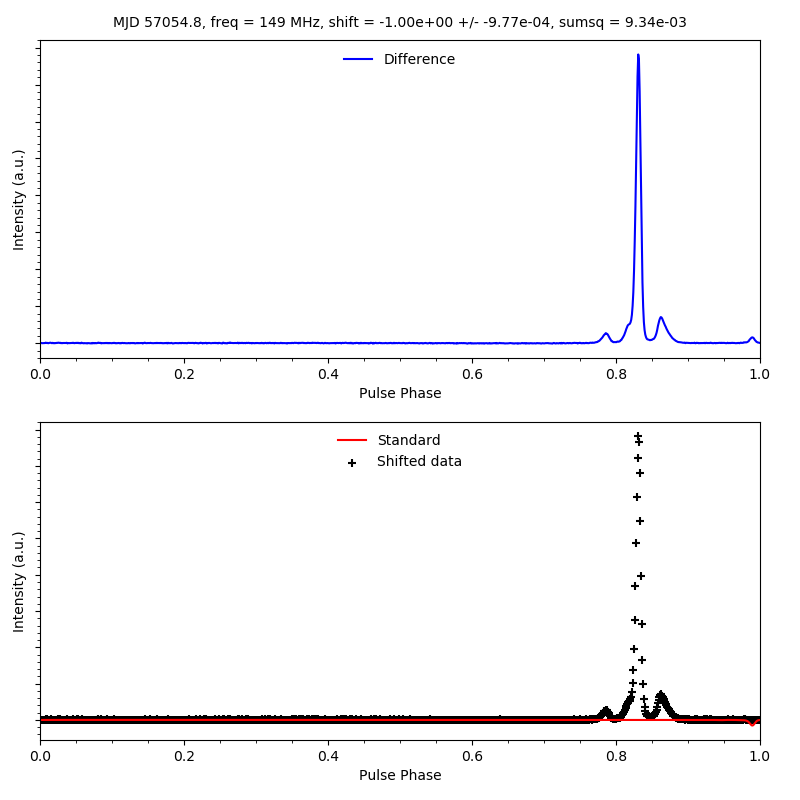 MJD 57054.8, freq = 149 MHz, shift = -1.00e+00 +/- -9.77e-04, sumsq = 9.34e-03
Difference
Intensity (a.u.)
0.0 0.2 0.4 0.6 0.8 1.0
Pulse Phase
Standard
Shifted data
Intensity (a.u.)
0.0 0.2 0.4 0.6 0.8 1.0
Pulse Phase